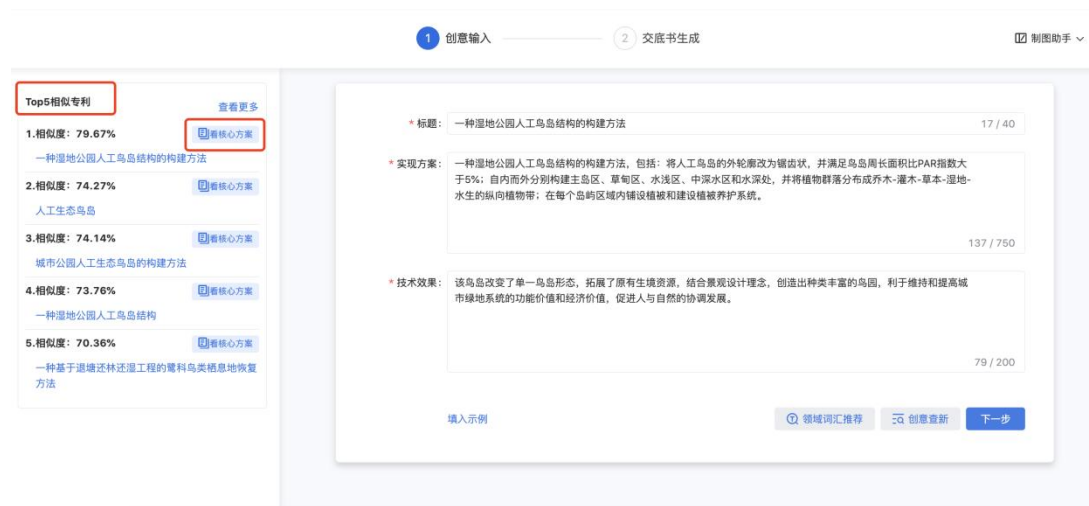 1 创意输入 2 交底书生成 制图助手
Top5相似专利 查看更多
1.相似度：79.67% 看核心方案
一种湿地公园人工鸟岛结构的构建方法
2.相似度：74.27% 看核心方案
人工生态鸟岛
3.相似度：74.14% 看核心方案
城市公园人工生态鸟岛的构建方法
4.相似度：73.76% 看核心方案
一种湿地公园人工鸟岛结构
5.相似度：70.36% 看核心方案
一种基于退塘还林还湿工程的鹭科鸟类栖息地恢复
方法
* 标题： 一种湿地公园人工鸟岛结构的构建方法 17 / 40
* 实现方案： 一种湿地公园人工鸟岛结构的构建方法，包括：将人工鸟岛的外轮廓改为锯齿状，并满足鸟岛周长面积比PAR指数大
于5%；自内而外分别构建主岛区、草甸区、水浅区、中深水区和水深处，并将植物群落分布成乔木-灌木-草本-湿地-
水生的纵向植物带；在每个岛屿区域内铺设植被和建设植被养护系统。
137 / 750
* 技术效果： 该鸟岛改变了单一鸟岛形态，拓展了原有生境资源，结合景观设计理念，创造出种类丰富的鸟园，利于维持和提高城
市绿地系统的功能价值和经济价值，促进人与自然的协调发展。
79 / 200
填入示例 领域词汇推荐 创意查新 下一步